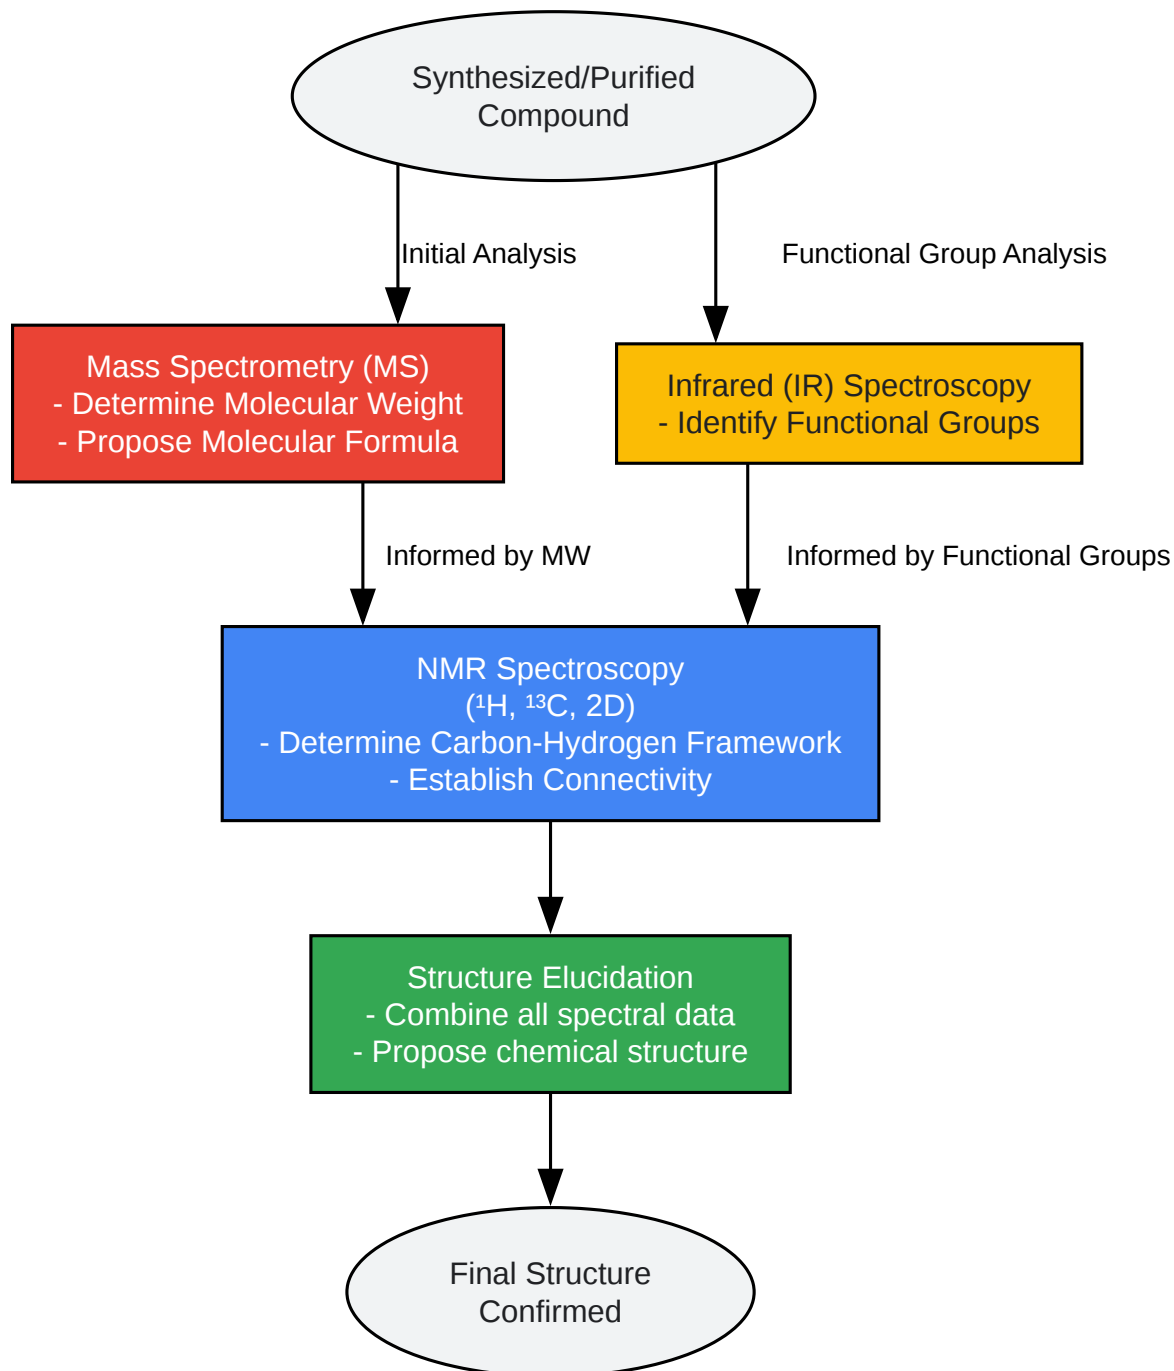 Synthesized/Purified
Compound
Initial Analysis
Functional Group Analysis
Mass Spectrometry (MS)
- Determine Molecular Weight
- Propose Molecular Formula
Infrared (IR) Spectroscopy
- Identify Functional Groups
Informed by MW
Informed by Functional Groups
NMR Spectroscopy
(¹H, ¹³C, 2D)
- Determine Carbon-Hydrogen Framework
- Establish Connectivity
Structure Elucidation
- Combine all spectral data
- Propose chemical structure
Final Structure
Confirmed